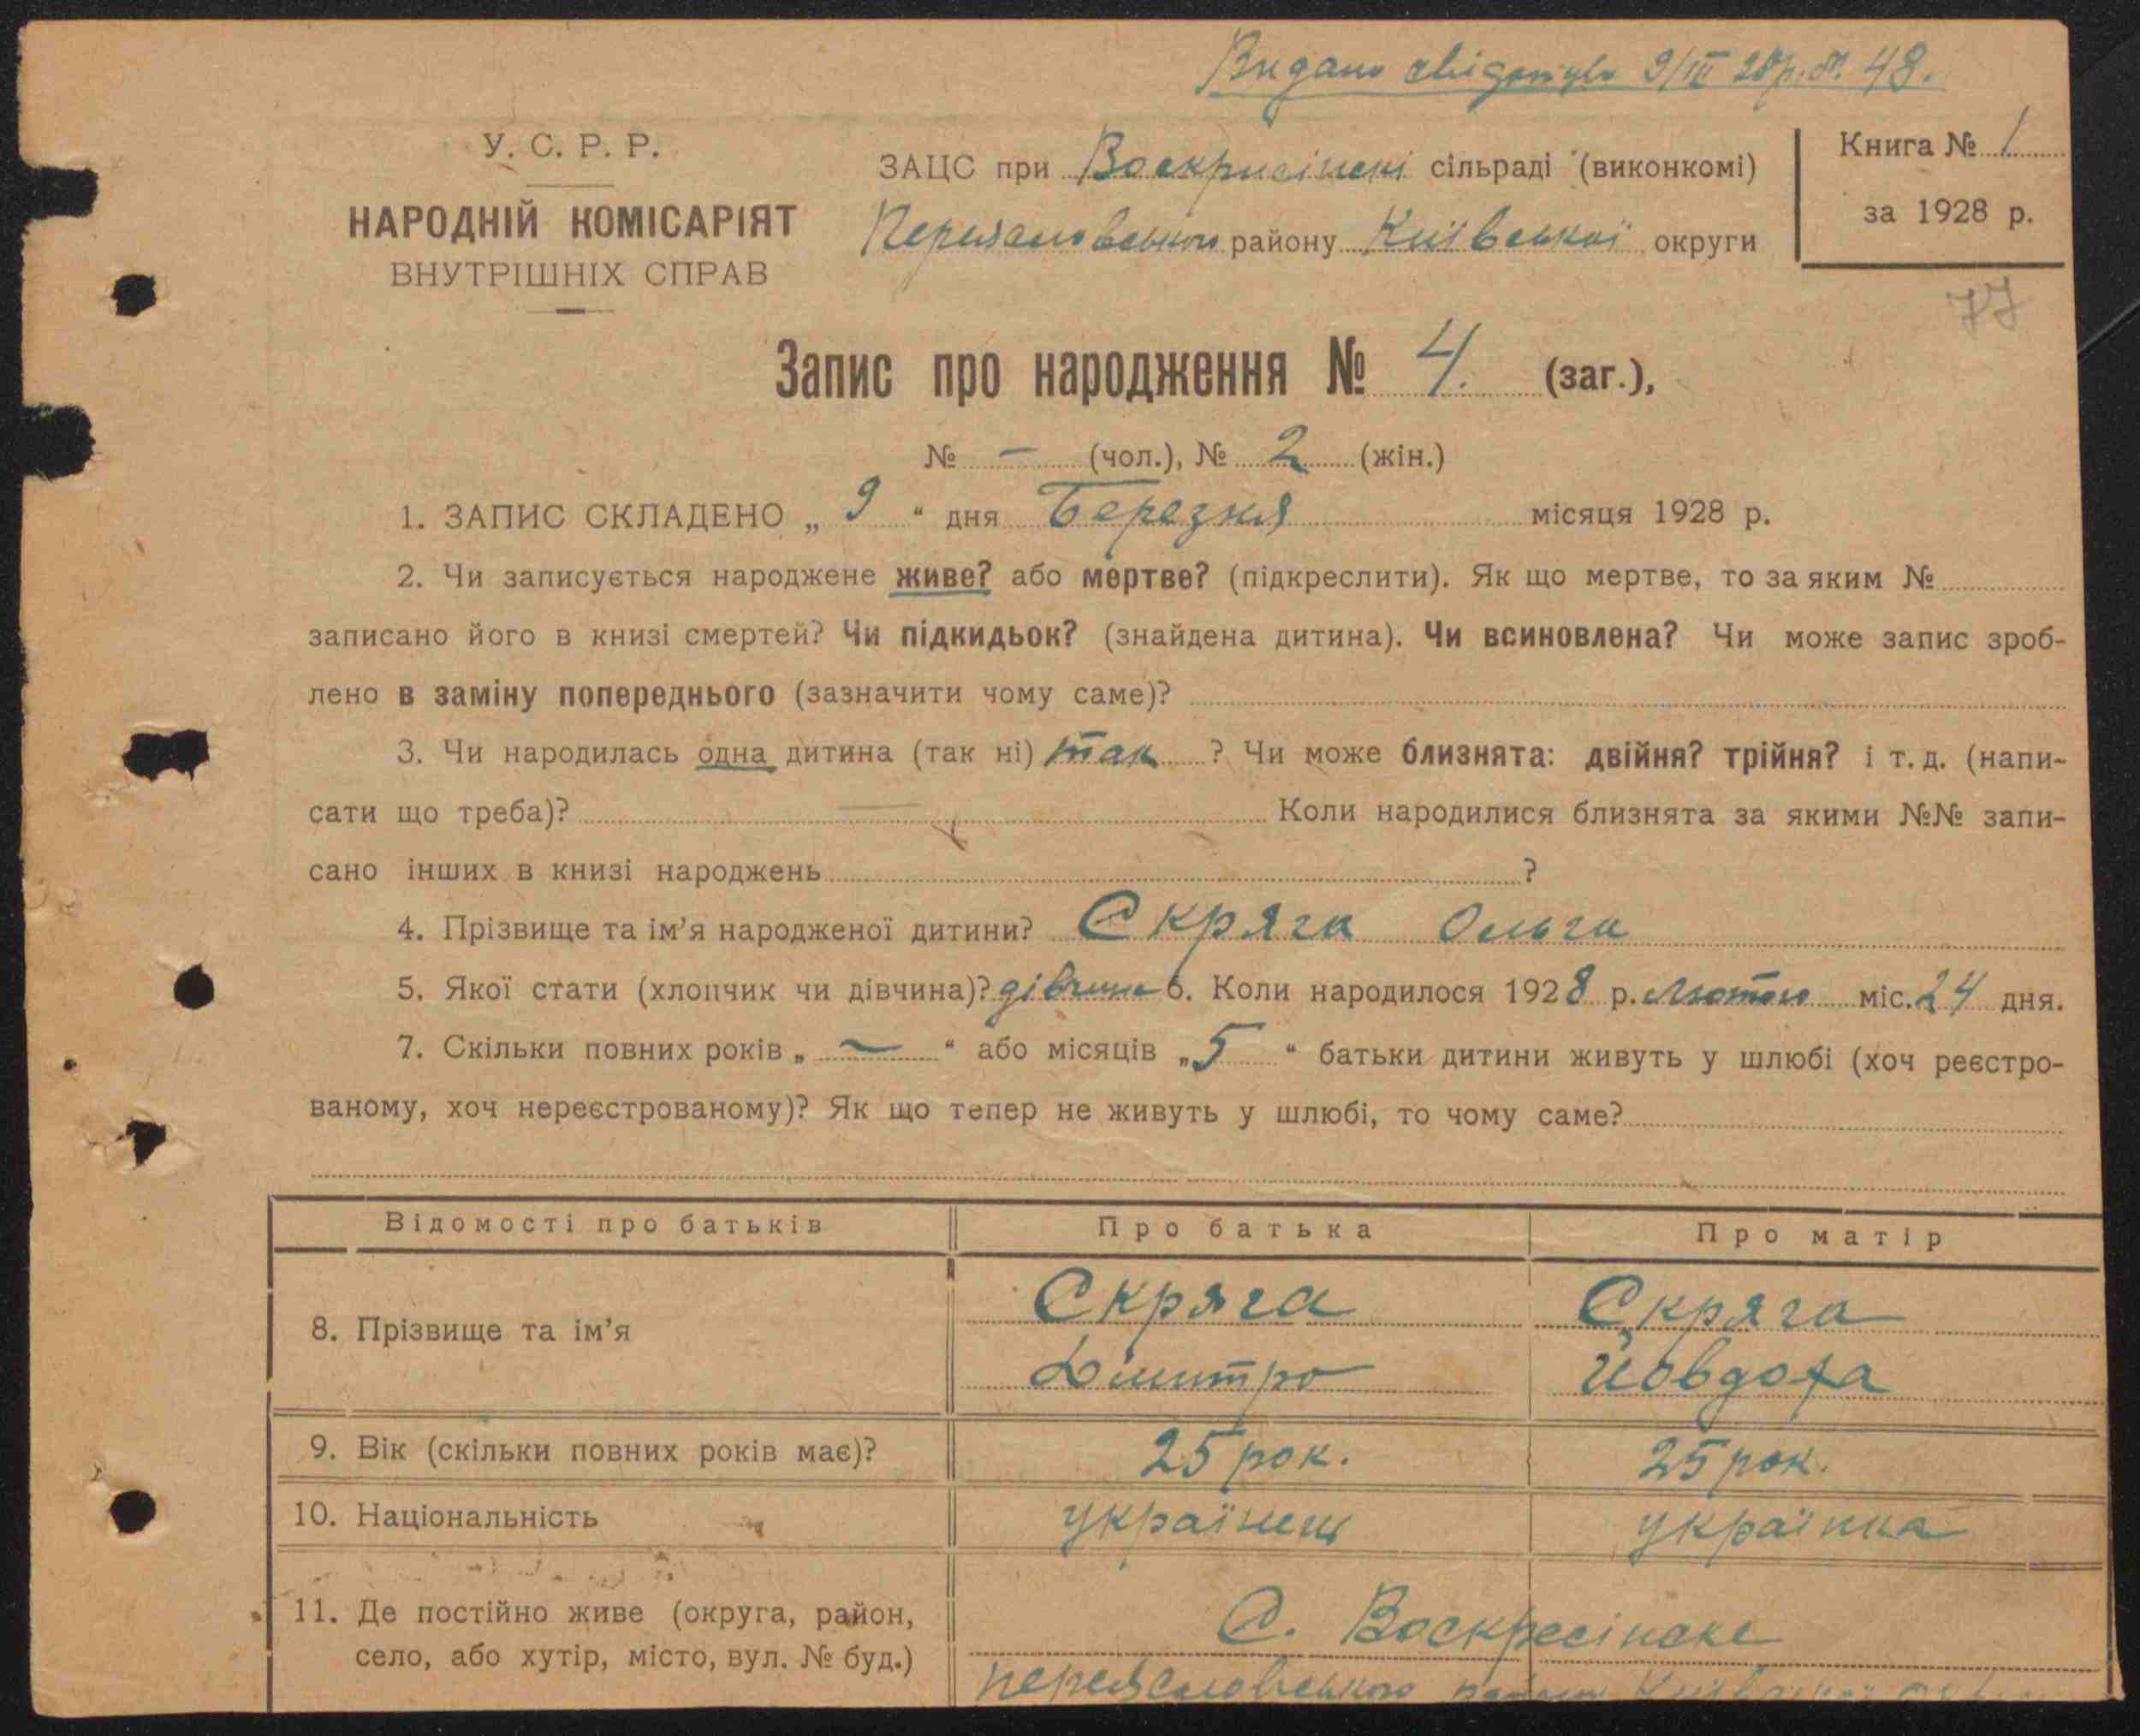 Видано свідоцтво 9/III 28 р. № 48.
У. С. Р. Р.
НАРОДНІЙ КОМІСАРІЯТ
ВНУТРІШНІХ СПРАВ
ЗАЦС при Воскрисінскі сільраді (виконкомі)
Переяславського району Київської округи
Книга № 1
за 1928 р.
77
Запис про народження № 4. (заг.),
№ — (чол.), № 2 (жін.)
1. ЗАПИС СКЛАДЕНО „ 9 “ дня Березня місяця 1928 р.
2. Чи записується народжене живе? або мертве? (підкреслити). Як що мертве, то за яким №
записано його в книзі смертей? Чи підкидьок? (знайдена дитина). Чи всиновлена? Чи може запис зроб-
лено в заміну попереднього (зазначити чому саме)?
3. Чи народилась одна дитина (так ні) так ? Чи може близнята: двійня? трійня? і т. д. (напи-
сати що треба)? — Коли народилися близнята за якими №№ запи-
сано інших в книзі народжень ?
4. Прізвище та ім’я народженої дитини? Скряга Ольга
5. Якої стати (хлопчик чи дівчина)? дівчина 6. Коли народилося 1928 р. Лютого міс. 24 дня.
7. Скільки повних років „ — “ або місяців „ 5 “ батьки дитини живуть у шлюбі (хоч реєстро-
ваному, хоч нереєстрованому)? Як що тепер не живуть у шлюбі, то чому саме?
Відомості про батьків Про батька Про матір
8. Прізвище та ім’я Скряга Скряга
Дмитро Йовдоха
9. Вік (скільки повних років має)? 25 рок. 25 рок.
10. Національність українець українка
11. Де постійно живе (округа, район, С. Воскресінске
село, або хутір, місто, вул. № буд.) переяславського району Київської